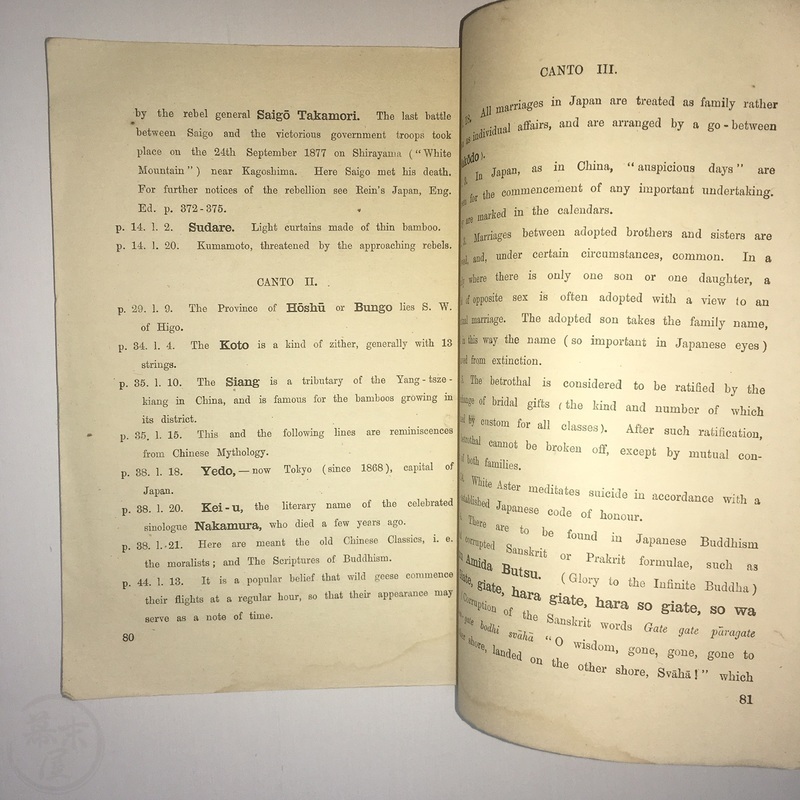 by the rebel general Saigō Takamori. The last battle
between Saigo and the victorious government troops took
place on the 24th September 1877 on Shirayama ("White
Mountain") near Kagoshima. Here Saigo met his death.
For further notices of the rebellion see Rein's Japan, Eng.
Ed. p. 372-375.
p. 14. l. 2. Sudare. Light curtains made of thin bamboo.
p. 14. l. 20. Kumamoto, threatened by the approaching rebels.
CANTO II.
p. 29. l. 9. The Province of Hōshū or Bungo lies S. W.
of Higo.
p. 34. l. 4. The Koto is a kind of zither, generally with 13
strings.
p. 35. l. 10. The Siang is a tributary of the Yang-tsze-
kiang in China, and is famous for the bamboos growing in
its district.
p. 35. l. 15. This and the following lines are reminiscences
from Chinese Mythology.
p. 38. l. 18. Yedo,—now Tokyo (since 1868), capital of
Japan.
p. 38. l. 20. Kei-u, the literary name of the celebrated
sinologue Nakamura, who died a few years ago.
p. 38. l. 21. Here are meant the old Chinese Classics, i. e.
the moralists; and The Scriptures of Buddhism.
p. 44. l. 13. It is a popular belief that wild geese commence
their flights at a regular hour, so that their appearance may
serve as a note of time.
80
CANTO III.
All marriages in Japan are treated as family rather
as individual affairs, and are arranged by a go-between
In Japan, as in China, "auspicious days" are
for the commencement of any important undertaking.
are marked in the calendars.
Marriages between adopted brothers and sisters are
and, under certain circumstances, common. In a
where there is only one son or one daughter, a
of opposite sex is often adopted with a view to an
marriage. The adopted son takes the family name,
this way the name (so important in Japanese eyes)
from extinction.
The betrothal is considered to be ratified by the
of bridal gifts (the kind and number of which
by custom for all classes). After such ratification,
cannot be broken off, except by mutual con-
of both families.
White Aster meditates suicide in accordance with a
Japanese code of honour.
There are to be found in Japanese Buddhism
corrupted Sanskrit or Prakrit formulae, such as
Amida Butsu. (Glory to the Infinite Buddha)
giate, hara giate, hara so giate, so wa
Corruption of the Sanskrit words Gate gate pāragate
bodhi svāhā "O wisdom, gone, gone, gone to
shore, landed on the other shore, Svāhā!" which
81